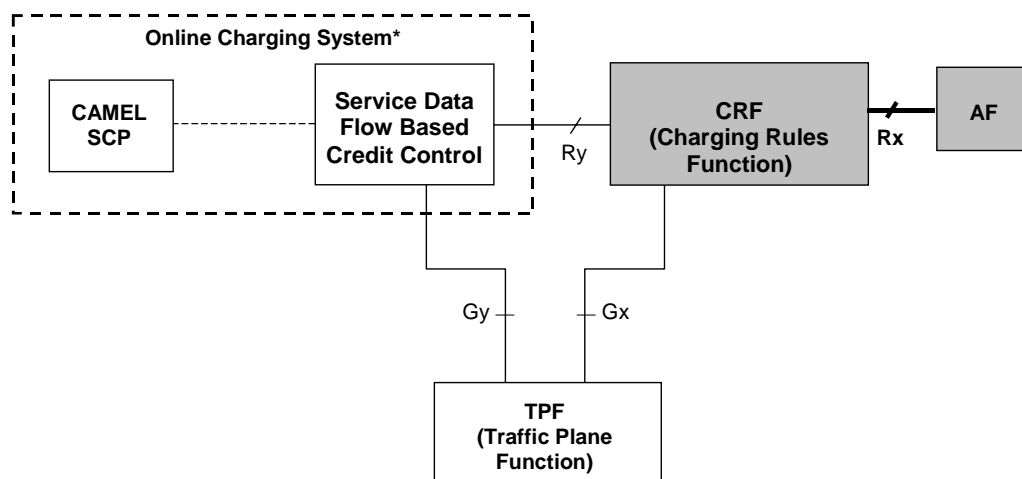 Online Charging System*
CAMEL
SCP
Service Data
Flow Based
Credit Control
Ry
CRF
(Charging Rules
Function)
Rx
AF
Gy
Gx
TPF
(Traffic Plane
Function)